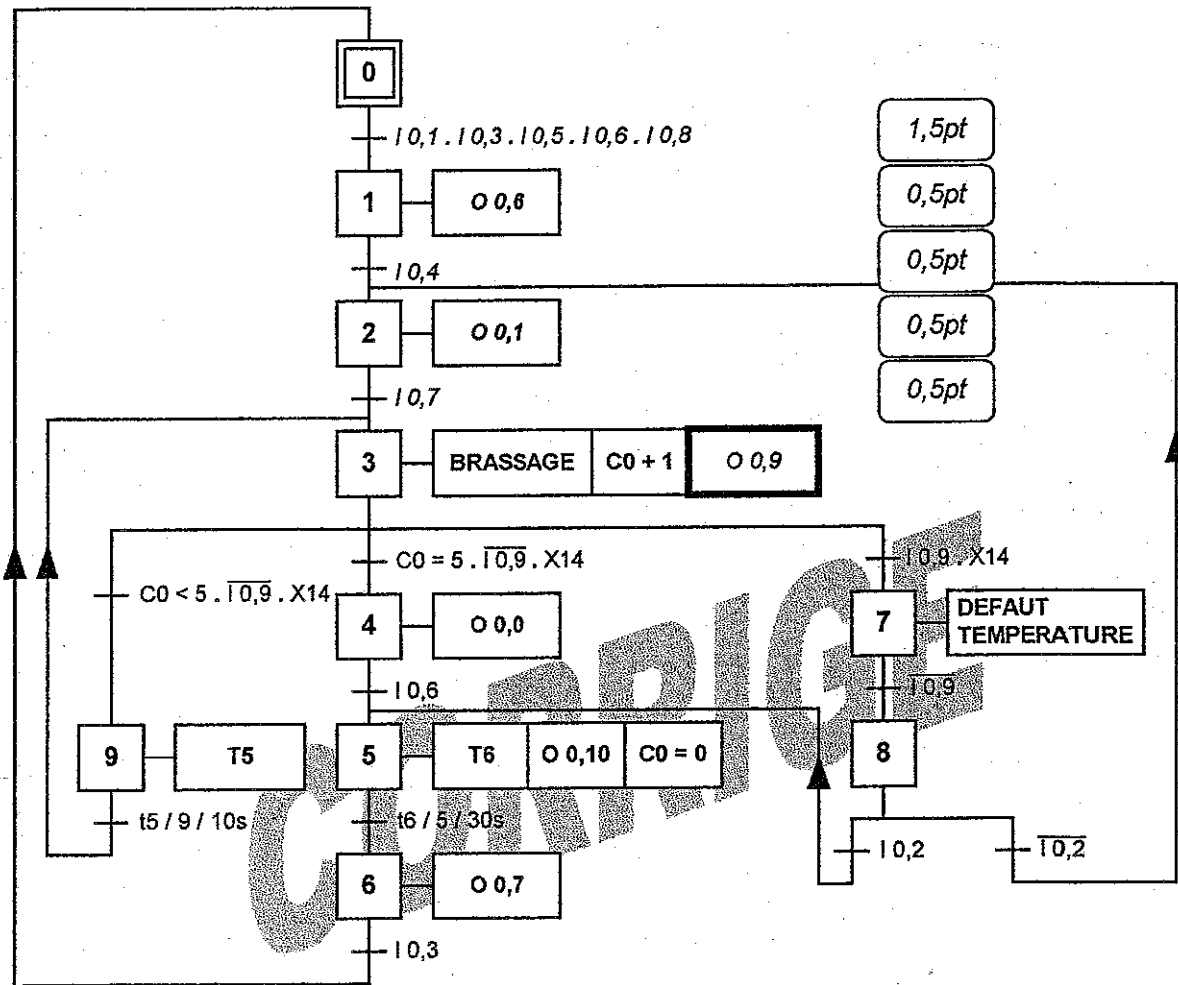 0
I 0,1 . I 0,3 . I 0,5 . I 0,6 . I 0,8
1,5pt
1
O 0,6
0,5pt
I 0,4
0,5pt
2
O 0,1
0,5pt
I 0,7
0,5pt
3
BRASSAGE
C0 + 1
O 0,9
C0 < 5 . I̅ ̅0̅,̅9̅ . X14
C0 = 5 . I̅ ̅0̅,̅9̅ . X14
I 0,9 . X14
4
O 0,0
7
DEFAUT
TEMPERATURE
I 0,6
I̅ ̅0̅,̅9̅
9
T5
5
T6
O 0,10
C0 = 0
8
t5 / 9 / 10s
t6 / 5 / 30s
I 0,2
I̅ ̅0̅,̅2̅
6
O 0,7
I 0,3
CORRIGE